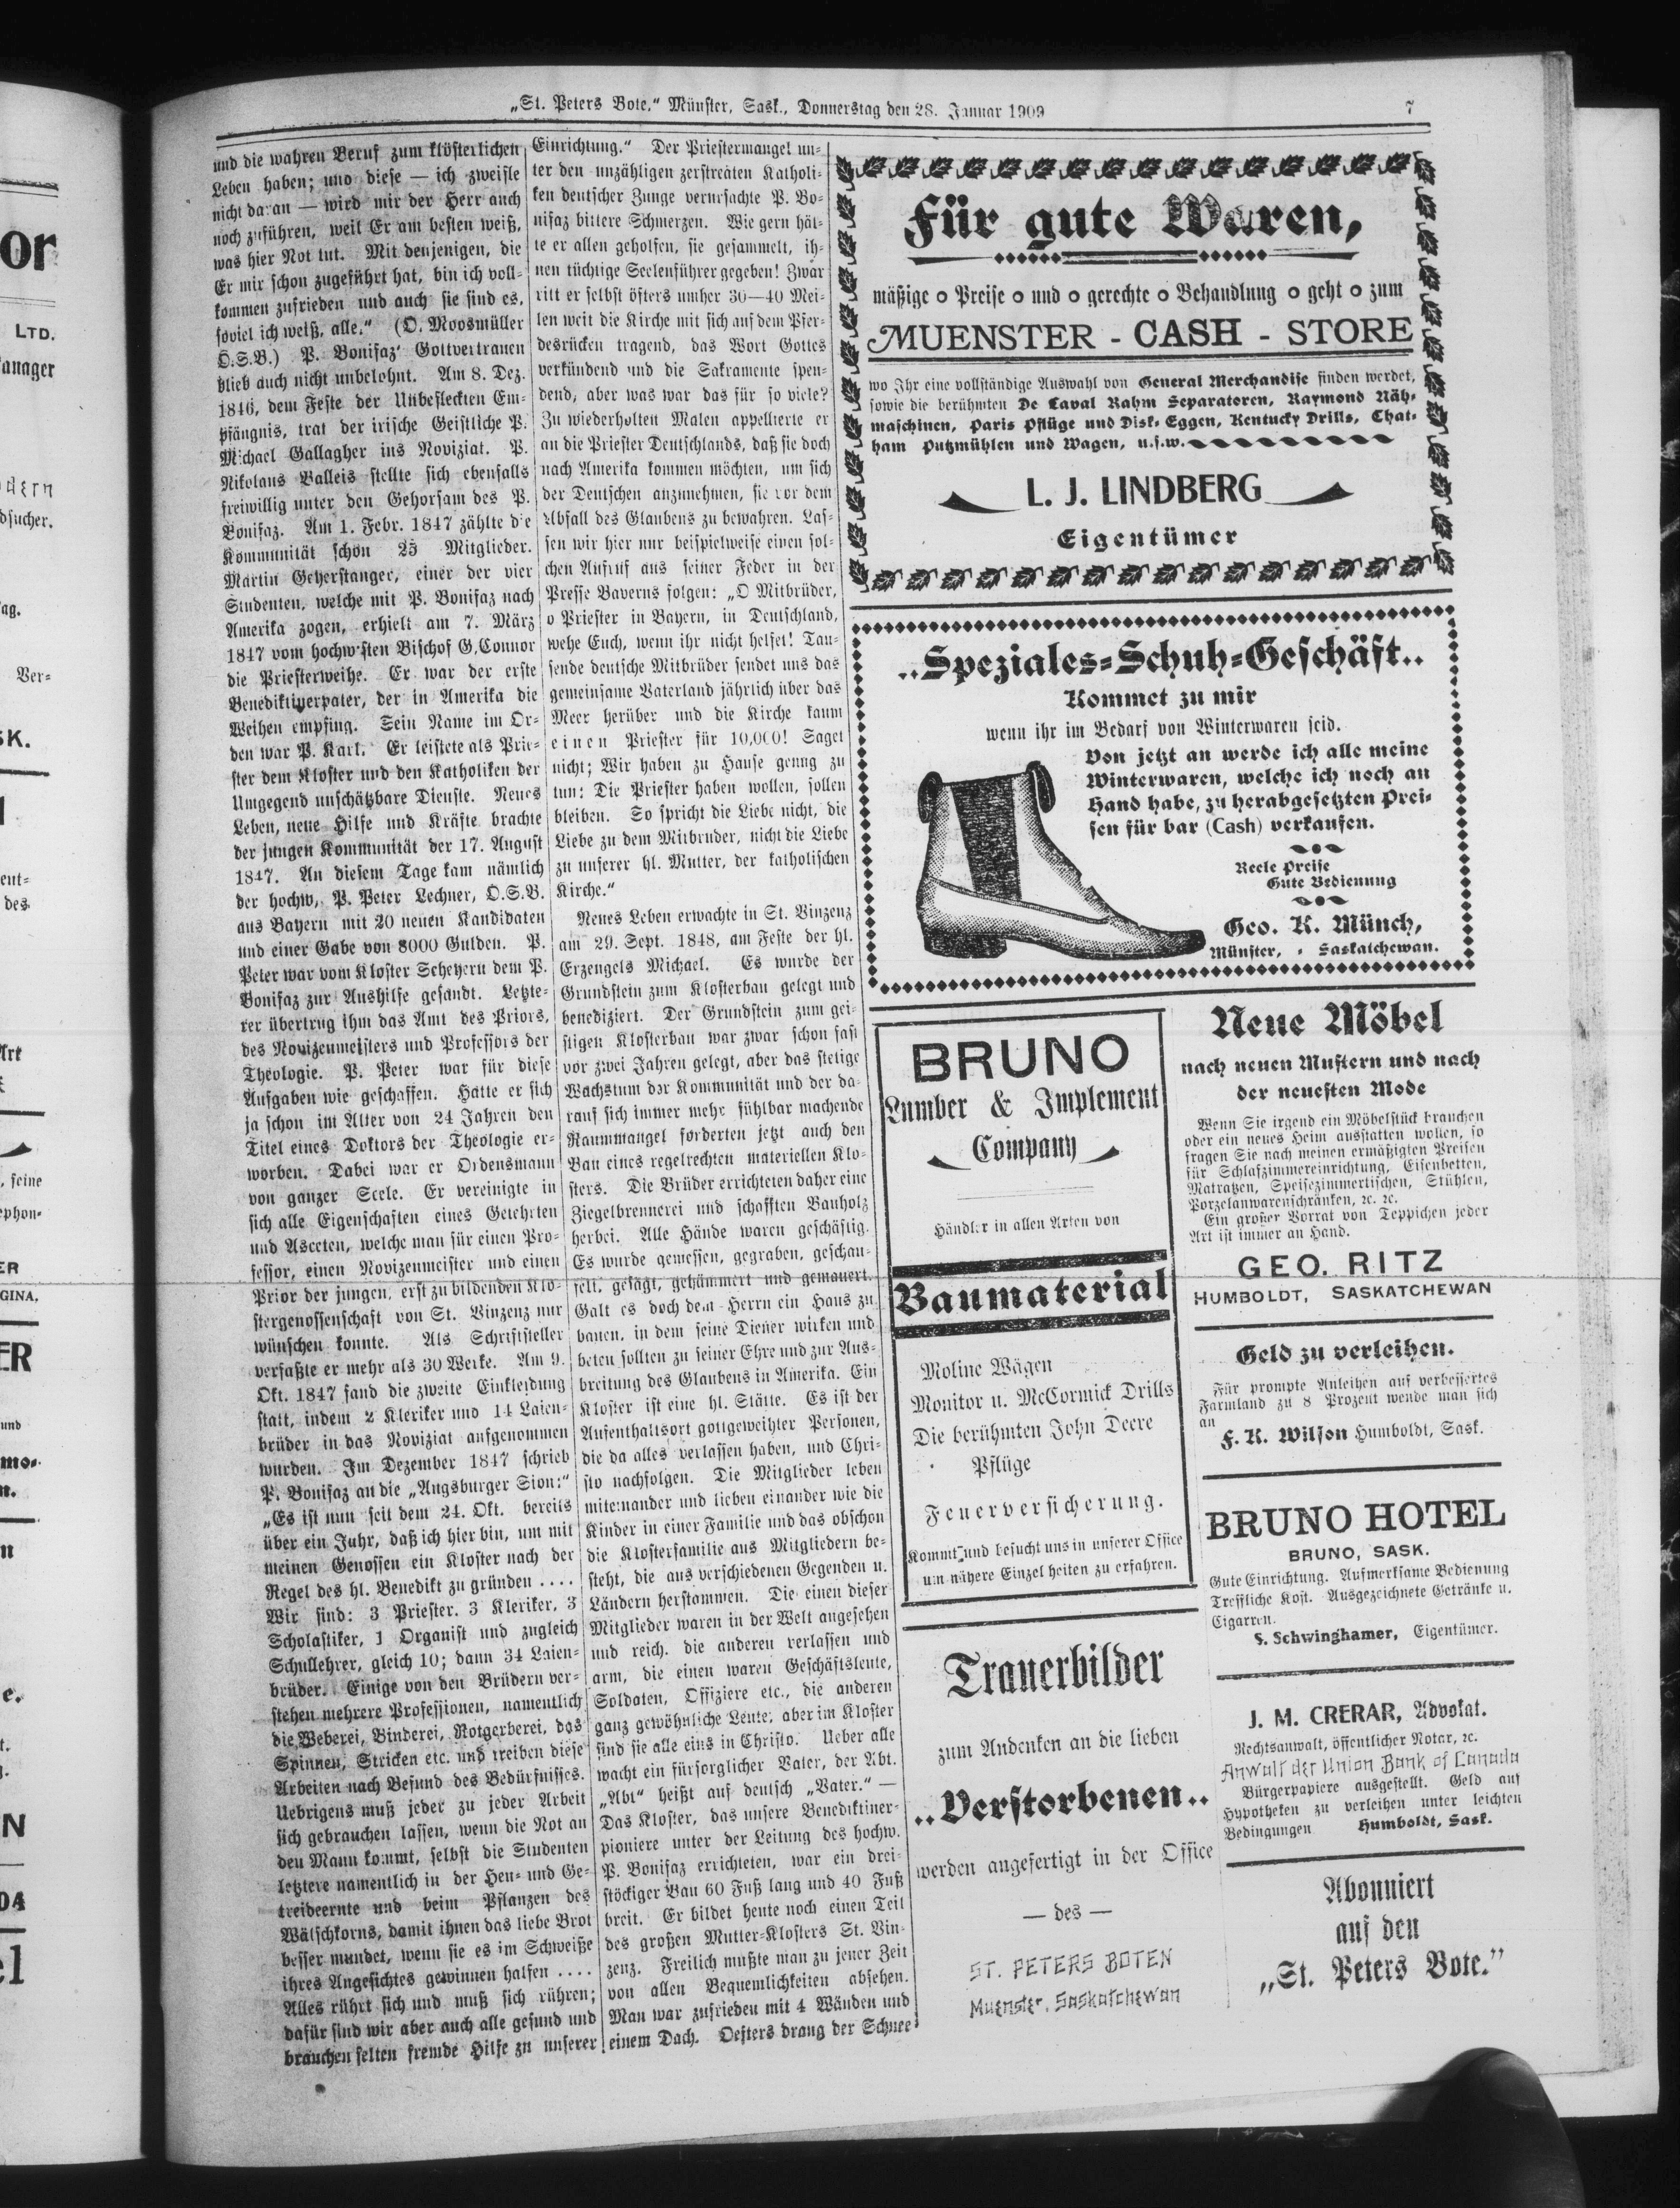 „St. Peters Bote." Münster, Sask., Donnerstag den 28. Januar 1909
7
und die wahren Beruf zum klösterlichen
Leben haben; und diese — ich zweifle
nicht daran — wird mir der Herr auch
noch zuführen, weil Er am besten weiß,
was hier Not tut. Mit denjenigen, die
Er mir schon zugeführt hat, bin ich voll-
kommen zufrieden und auch sie sind es,
soviel ich weiß, alle." (O. Moosmüller
O.S.B.) P. Bonifaz' Gottvertrauen
blieb auch nicht unbelohnt. Am 8. Dez.
1846, dem Feste der Unbefleckten Em-
pfängnis, trat der irische Geistliche P.
Michael Gallagher ins Noviziat. P.
Nikolaus Balleis stellte sich ebenfalls
freiwillig unter den Gehorsam des P.
Bonifaz. Am 1. Febr. 1847 zählte die
Kommunität schon 25 Mitglieder.
Martin Geyerstanger, einer der vier
Studenten, welche mit P. Bonifaz nach
Amerika zogen, erhielt am 7. März
1847 vom hochw'sten Bischof G,Connor
die Priesterweihe. Er war der erste
Benediktinerpater, der in Amerika die
Weihen empfing. Sein Name im Or-
den war P. Karl. Er leistete als Prie-
ster dem Kloster und den Katholiken der
Umgegend unschätzbare Dienste. Neues
Leben, neue Hilfe und Kräfte brachte
der jungen Kommunität der 17. August
1847. An diesem Tage kam nämlich
der hochw, P. Peter Lechner, O.S.B.
aus Bayern mit 20 neuen Kandidaten
und einer Gabe von 8000 Gulden. P.
Peter war vom Kloster Scheyern dem P.
Bonifaz zur Aushilfe gesandt. Letzte-
rer übertrug ihm das Amt des Priors,
des Novizenmeisters und Professors der
Theologie. P. Peter war für diese
Aufgaben wie geschaffen. Hatte er sich
ja schon im Alter von 24 Jahren den
Titel eines Doktors der Theologie er-
worben. Dabei war er Ordensmann
von ganzer Seele. Er vereinigte in
sich alle Eigenschaften eines Gelehrten
und Asceten, welche man für einen Pro-
fessor, einen Novizenmeister und einen
Prior der jungen, erst zu bildenden Klo-
stergenossenschaft von St. Vinzenz nur
wünschen konnte. Als Schriftsteller
verfaßte er mehr als 30 Werke. Am 9.
Okt. 1847 fand die zweite Einkleidung
statt, indem 2 Kleriker und 14 Laien-
brüder in das Noviziat aufgenommen
wurden. Im Dezember 1847 schrieb
P. Bonifaz an die „Augsburger Sion:"
„Es ist nun seit dem 24. Okt. bereits
über ein Jahr, daß ich hier bin, um mit
meinen Genossen ein Kloster nach der
Regel des hl. Benedikt zu gründen ....
Wir sind: 3 Priester. 3 Kleriker, 3
Scholastiker, 1 Organist und zugleich
Schullehrer, gleich 10; dann 34 Laien-
brüder. Einige von den Brüdern ver-
stehen mehrere Professionen, namentlich
die Weberei, Binderei, Rotgerberei, das
Spinnen, Stricken etc. und treiben diese
Arbeiten nach Befund des Bedürfnisses.
Uebrigens muß jeder zu jeder Arbeit
sich gebrauchen lassen, wenn die Not an
den Mann kommt, selbst die Studenten
letztere namentlich in der Heu- und Ge-
treideernte und beim Pflanzen des
Wälschkorns, damit ihnen das liebe Brot
besser mundet, wenn sie es im Schweiße
ihres Angesichtes gewinnen halfen ....
Alles rührt sich und muß sich rühren;
dafür sind wir aber auch alle gesund und
brauchen selten fremde Hilfe zu unserer
Einrichtung." Der Priestermangel un-
ter den unzähligen zerstreuten Katholi-
ken deutscher Zunge verursachte P. Bo-
nifaz bittere Schmerzen. Wie gern hät-
te er allen geholfen, sie gesammelt, ih-
nen tüchtige Seelenführer gegeben! Zwar
ritt er selbst öfters umher 30—40 Mei-
len weit die Kirche mit sich auf dem Pfer-
desrücken tragend, das Wort Gottes
verkündend und die Sakramente spen-
dend, aber was war das für so viele?
Zu wiederholten Malen appellierte er
an die Priester Deutschlands, daß sie doch
nach Amerika kommen möchten, um sich
der Deutschen anzunehmen, sie vor dem
Abfall des Glaubens zu bewahren. Las-
sen wir hier nur beispielweise einen sol-
chen Aufruf aus seiner Feder in der
Presse Bayerns folgen: „O Mitbrüder,
o Priester in Bayern, in Deutschland,
wehe Euch, wenn ihr nicht helfet! Tau-
sende deutsche Mitbrüder sendet uns das
gemeinsame Vaterland jährlich über das
Meer herüber und die Kirche kaum
einen Priester für 10,000! Saget
nicht; Wir haben zu Hause genug zu
tun: Die Priester haben wollen, sollen
bleiben. So spricht die Liebe nicht, die
Liebe zu dem Mitbruder, nicht die Liebe
zu unserer hl. Mutter, der katholischen
Kirche."
Neues Leben erwachte in St. Vinzenz
am 29. Sept. 1848, am Feste der hl.
Erzengels Michael. Es wurde der
Grundstein zum Klosterbau gelegt und
benediziert. Der Grundstein zum gei-
stigen Klosterbau war zwar schon fast
vor zwei Jahren gelegt, aber das stetige
Wachstum der Kommunität und der da-
rauf sich immer mehr fühlbar machende
Raummangel forderten jetzt auch den
Bau eines regelrechten materiellen Klo-
sters. Die Brüder errichteten daher eine
Ziegelbrennerei und schafften Bauholz
herbei. Alle Hände waren geschäftig.
Es wurde gemessen, gegraben, geschau-
felt, gesägt, gehämmert und gemauert.
Galt es doch dem Herrn ein Haus zu
bauen, in dem seine Diener wirken und
beten sollten zu seiner Ehre und zur Aus-
breitung des Glaubens in Amerika. Ein
Kloster ist eine hl. Stätte. Es ist der
Aufenthaltsort gottgeweihter Personen,
die da alles verlassen haben, und Chri-
sto nachfolgen. Die Mitglieder leben
miteinander und lieben einander wie die
Kinder in einer Familie und das obschon
die Klosterfamilie aus Mitgliedern be-
steht, die aus verschiedenen Gegenden u.
Ländern herstammen. Die einen dieser
Mitglieder waren in der Welt angesehen
und reich, die anderen verlassen und
arm, die einen waren Geschäftsleute,
Soldaten, Offiziere etc., die anderen
ganz gewöhnliche Leute; aber im Kloster
sind sie alle eins in Christo. Ueber alle
wacht ein fürsorglicher Vater, der Abt.
„Abt" heißt auf deutsch „Vater." —
Das Kloster, das unsere Benediktiner-
pioniere unter der Leitung des hochw.
P. Bonifaz errichteten, war ein drei-
stöckiger Bau 60 Fuß lang und 40 Fuß
breit. Er bildet heute noch einen Teil
des großen Mutter-Klosters St. Vin-
zenz. Freilich mußte man zu jener Zeit
von allen Bequemlichkeiten absehen.
Man war zufrieden mit 4 Wänden und
einem Dach. Oefters drang der Schnee
Für gute Waren,
mäßige o Preise o und o gerechte o Behandlung o geht o zum
MUENSTER - CASH - STORE
wo Ihr eine vollständige Auswahl von General Merchandise finden werdet,
sowie die berühmten De Laval Rahm Separatoren, Raymond Näh-
maschinen, Paris Pflüge und Disk-Eggen, Kentucky Drills, Chat-
ham Putzmühlen und Wagen, u.s.w.
L. J. LINDBERG
Eigentümer
..Speziales-Schuh-Geschäft..
Kommet zu mir
wenn ihr im Bedarf von Winterwaren seid.
Von jetzt an werde ich alle meine
Winterwaren, welche ich noch an
Hand habe, zu herabgesetzten Prei-
sen für bar (Cash) verkaufen.
Reele Preise
Gute Bedienung
Geo. K. Münch,
Münster, - Saskatchewan.
BRUNO
Lumber & Implement
Company
Händler in allen Arten von
Baumaterial
Moline Wägen
Monitor u. McCormick Drills
Die berühmten John Deere
Pflüge
Feuerversicherung.
Kommt und besucht uns in unserer Office
um nähere Einzelheiten zu erfahren.
Trauerbilder
zum Andenken an die lieben
..Verstorbenen..
werden angefertigt in der Office
— des —
ST. PETERS BOTEN
Muenster, Saskatchewan
Neue Möbel
nach neuen Mustern und nach
der neuesten Mode
Wenn Sie irgend ein Möbelstück brauchen
oder ein neues Heim ausstatten wollen, so
fragen Sie nach meinen ermäßigten Preisen
für Schlafzimmereinrichtung, Eisenbetten,
Matratzen, Speisezimmertischen, Stühlen,
Porzelanwarenschränken, ꝛc. ꝛc.
Ein großer Vorrat von Teppichen jeder
Art ist immer an Hand.
GEO. RITZ
HUMBOLDT, SASKATCHEWAN
Geld zu verleihen.
Für prompte Anleihen auf verbessertes
Farmland zu 8 Prozent wende man sich
an
F. K. Wilson Humboldt, Sask.
BRUNO HOTEL
BRUNO, SASK.
Gute Einrichtung. Aufmerksame Bedienung
Treffliche Kost. Ausgezeichnete Getränke u.
Cigarren.
S. Schwinghamer, Eigentümer.
J. M. CRERAR, Advokat.
Rechtsanwalt, öffentlicher Notar, ꝛc.
Anwalt der Union Bank of Canada
Bürgerpapiere ausgestellt. Geld auf
Hypotheken zu verleihen unter leichten
Bedingungen Humboldt, Sask.
Abonniert
auf den
„St. Peters Bote."